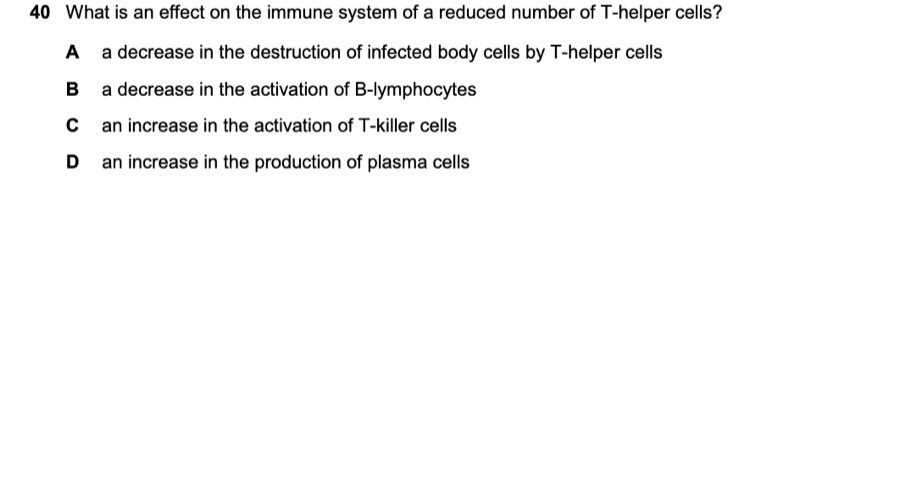 40 What is an effect on the immune system of a reduced number of T-helper cells?
A a decrease in the destruction of infected body cells by T-helper cells
B a decrease in the activation of B-lymphocytes
C an increase in the activation of T-killer cells
D an increase in the production of plasma cells